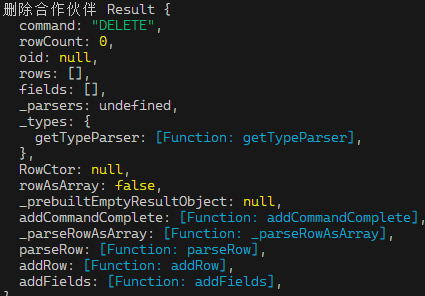 删除合作伙伴 Result {
  command: "DELETE",
  rowCount: 0,
  oid: null,
  rows: [],
  fields: [],
  _parsers: undefined,
  _types: {
    getTypeParser: [Function: getTypeParser],
  },
  RowCtor: null,
  rowAsArray: false,
  _prebuiltEmptyResultObject: null,
  addCommandComplete: [Function: addCommandComplete],
  _parseRowAsArray: [Function: _parseRowAsArray],
  parseRow: [Function: parseRow],
  addRow: [Function: addRow],
  addFields: [Function: addFields],
}